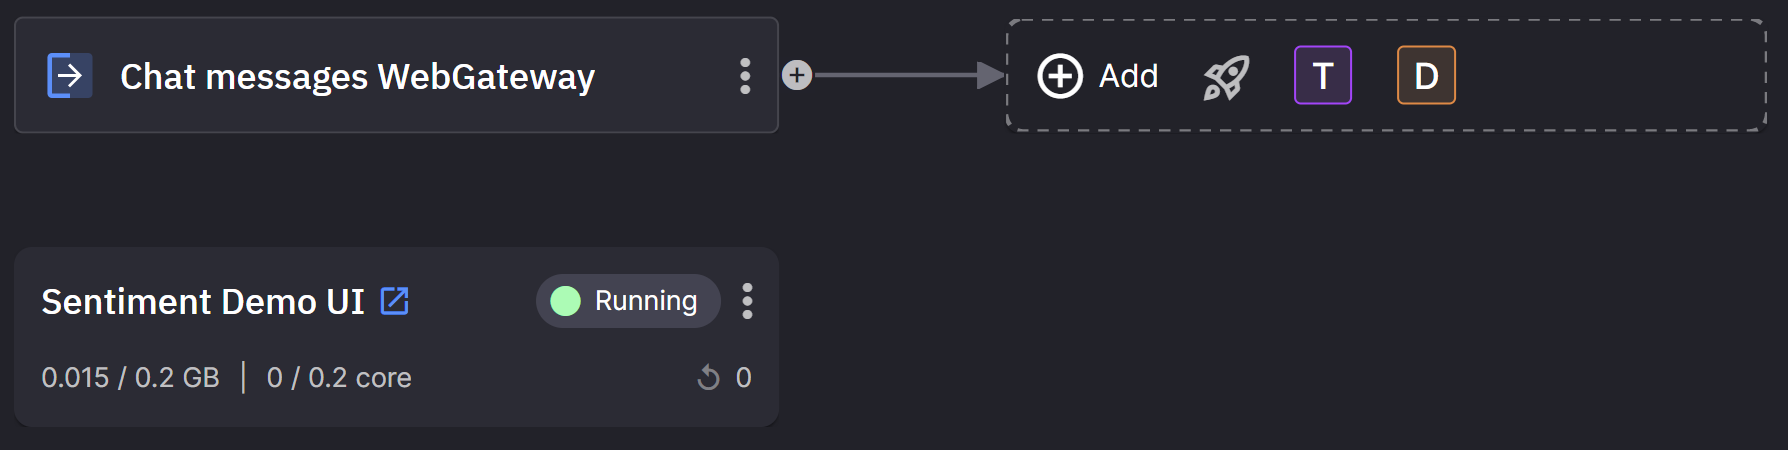 Chat messages WebGateway
Add T D
Sentiment Demo UI Running
0.015 / 0.2 GB | 0 / 0.2 core 0